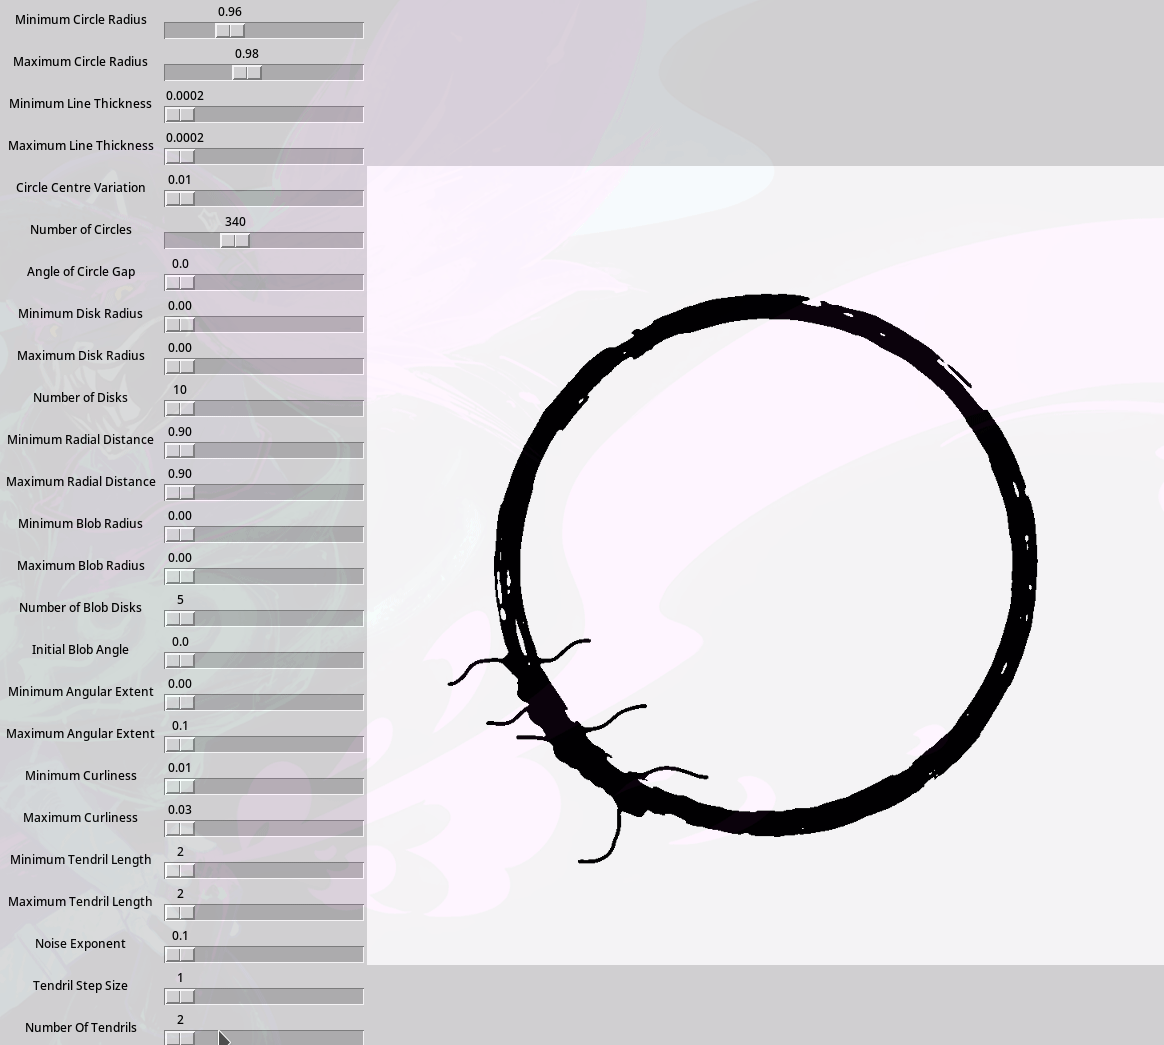 0.96
Minimum Circle Radius
0.98
Maximum Circle Radius
0.0002
Minimum Line Thickness
0.0002
Maximum Line Thickness
0.01
Circle Centre Variation
340
Number of Circles
0.0
Angle of Circle Gap
0.00
Minimum Disk Radius
0.00
Maximum Disk Radius
10
Number of Disks
0.90
Minimum Radial Distance
0.90
Maximum Radial Distance
0.00
Minimum Blob Radius
0.00
Maximum Blob Radius
5
Number of Blob Disks
0.0
Initial Blob Angle
0.00
Minimum Angular Extent
0.1
Maximum Angular Extent
0.01
Minimum Curliness
0.03
Maximum Curliness
2
Minimum Tendril Length
2
Maximum Tendril Length
0.1
Noise Exponent
1
Tendril Step Size
2
Number Of Tendrils